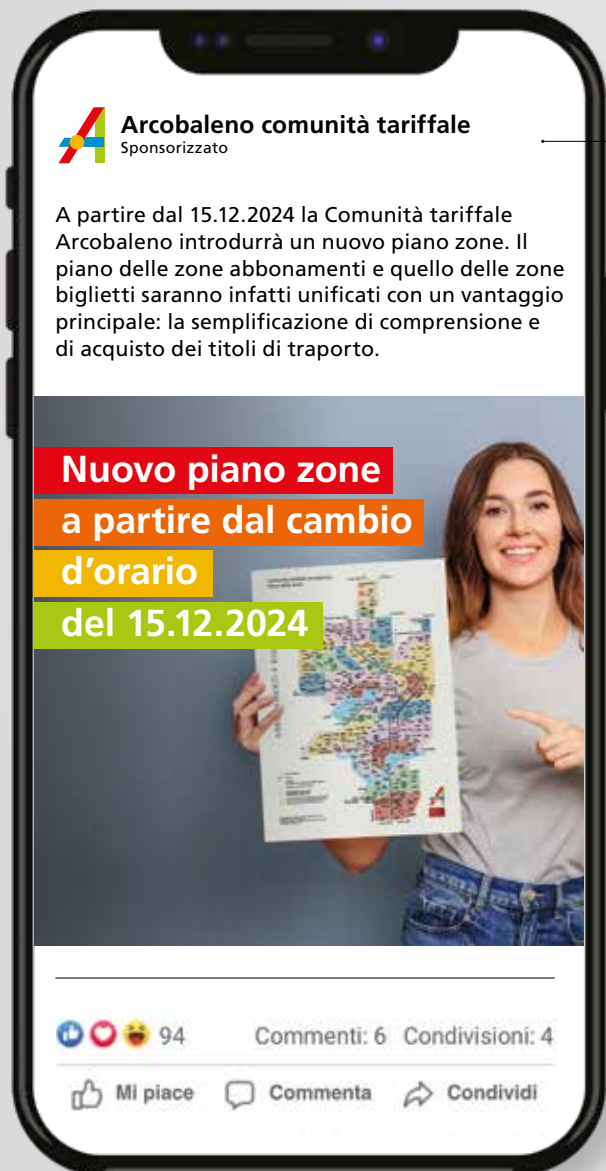 Arcobaleno comunità tariffale
Sponsorizzato
A partire dal 15.12.2024 la Comunità tariffale
Arcobaleno introdurrà un nuovo piano zone. Il
piano delle zone abbonamenti e quello delle zone
biglietti saranno infatti unificati con un vantaggio
principale: la semplificazione di comprensione e
di acquisto dei titoli di traporto.
Nuovo piano zone
a partire dal cambio
d'orario
del 15.12.2024
94 Commenti: 6 Condivisioni: 4
Mi piace Commenta Condividi